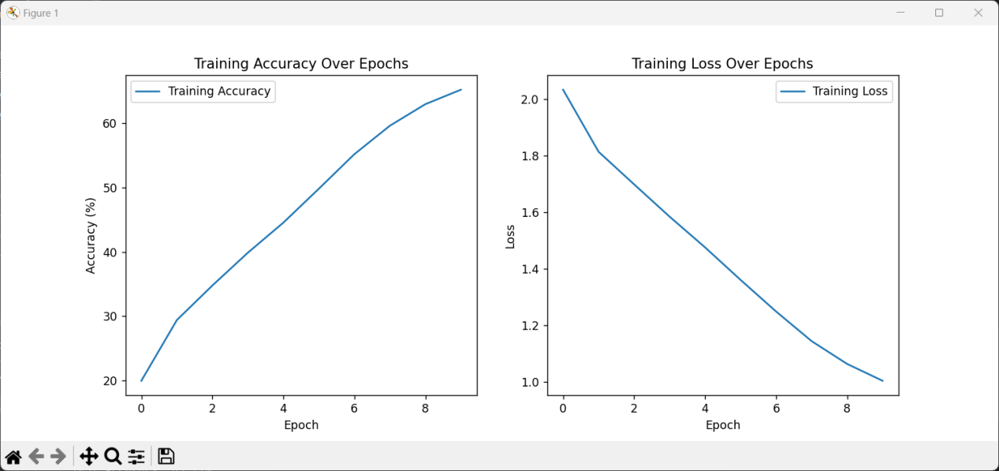 Figure 1
Training Accuracy Over Epochs
Training Accuracy
Accuracy (%)
60
50
40
30
20
0 2 4 6 8
Epoch
Training Loss Over Epochs
Training Loss
Loss
2.0
1.8
1.6
1.4
1.2
1.0
0 2 4 6 8
Epoch